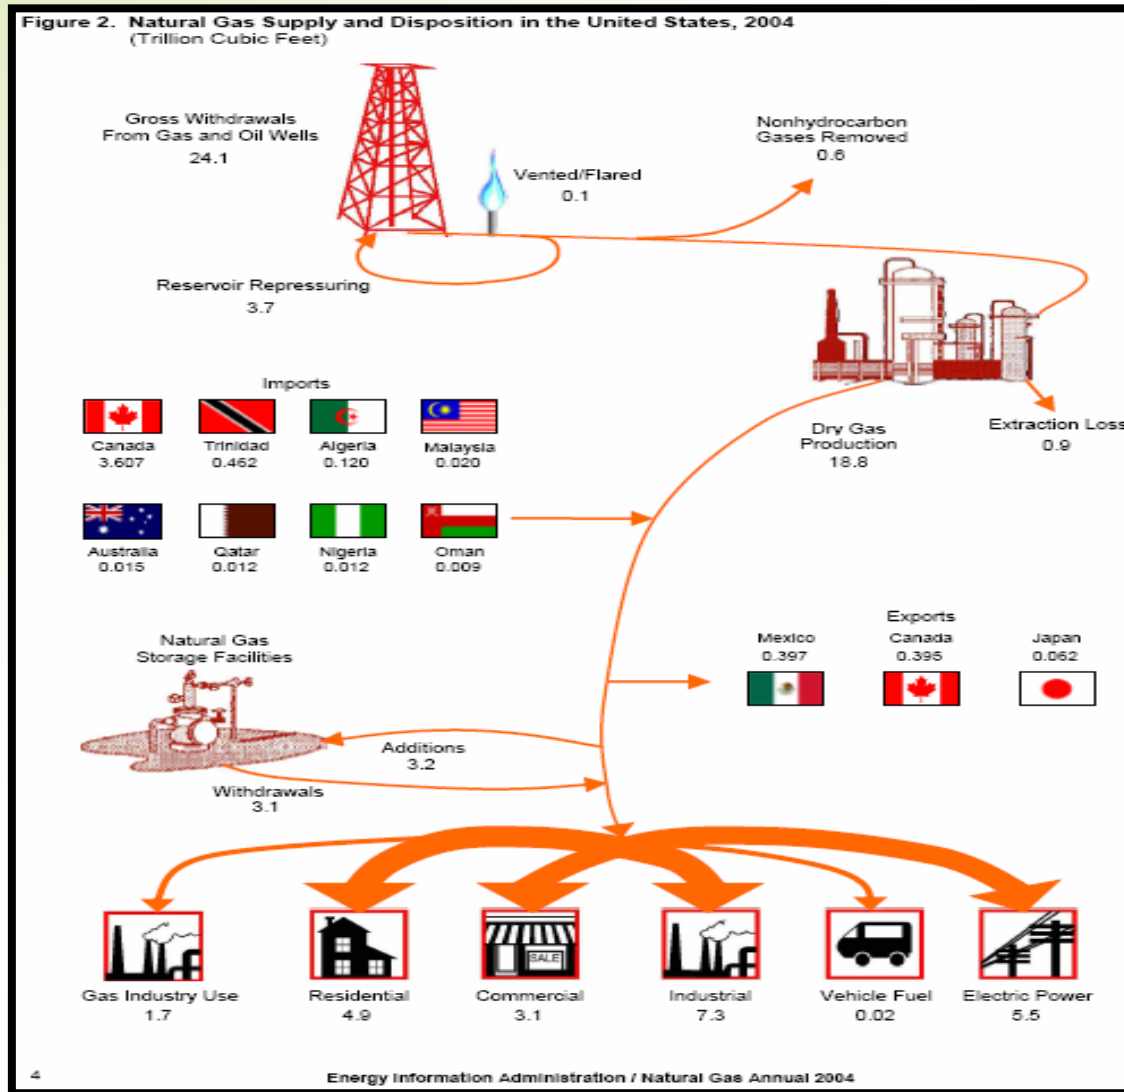 Figure 2. Natural Gas Supply and Disposition in the United States, 2004
(Trillion Cubic Feet)
Gross Withdrawals
From Gas and Oil Wells
24.1
Vented/Flared
0.1
Nonhydrocarbon
Gases Removed
0.6
Reservoir Repressuring
3.7
Imports
Canada
3.607
Trinidad
0.462
Algeria
0.120
Malaysia
0.020
Dry Gas
Production
18.8
Extraction Loss
0.9
Australia
0.015
Qatar
0.012
Nigeria
0.012
Oman
0.009
Natural Gas
Storage Facilities
Exports
Mexico
0.397
Canada
0.395
Japan
0.062
Additions
3.2
Withdrawals
3.1
SALE
Gas Industry Use
1.7
Residential
4.9
Commercial
3.1
Industrial
7.3
Vehicle Fuel
0.02
Electric Power
5.5
4
Energy Information Administration / Natural Gas Annual 2004